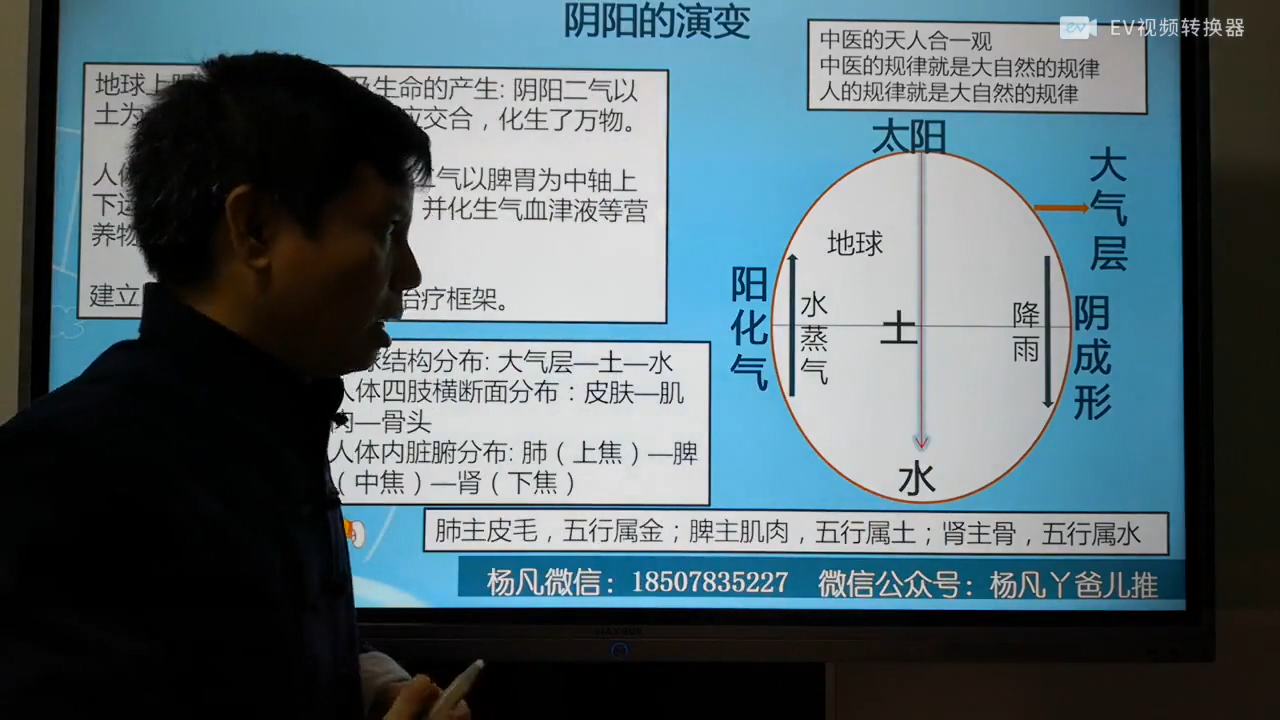 阴阳的演变
EV视频转换器
地球上
及生命的产生: 阴阳二气以
土为
交合，化生了万物。
气以脾胃为中轴上
下运
并化生气血津液等营
养物
建立
治疗框架。
中医的天人合一观
中医的规律就是大自然的规律
人的规律就是大自然的规律
太阳
大气层
地球
阳化气
水蒸气
土
降雨
阴成形
水
结构分布: 大气层—土—水
人体四肢横断面分布：皮肤—肌
肉—骨头
人体内脏腑分布: 肺（上焦）—脾
（中焦）—肾（下焦）
肺主皮毛，五行属金；脾主肌肉，五行属土；肾主骨，五行属水
杨凡微信：18507835227 微信公众号：杨凡丫爸儿推